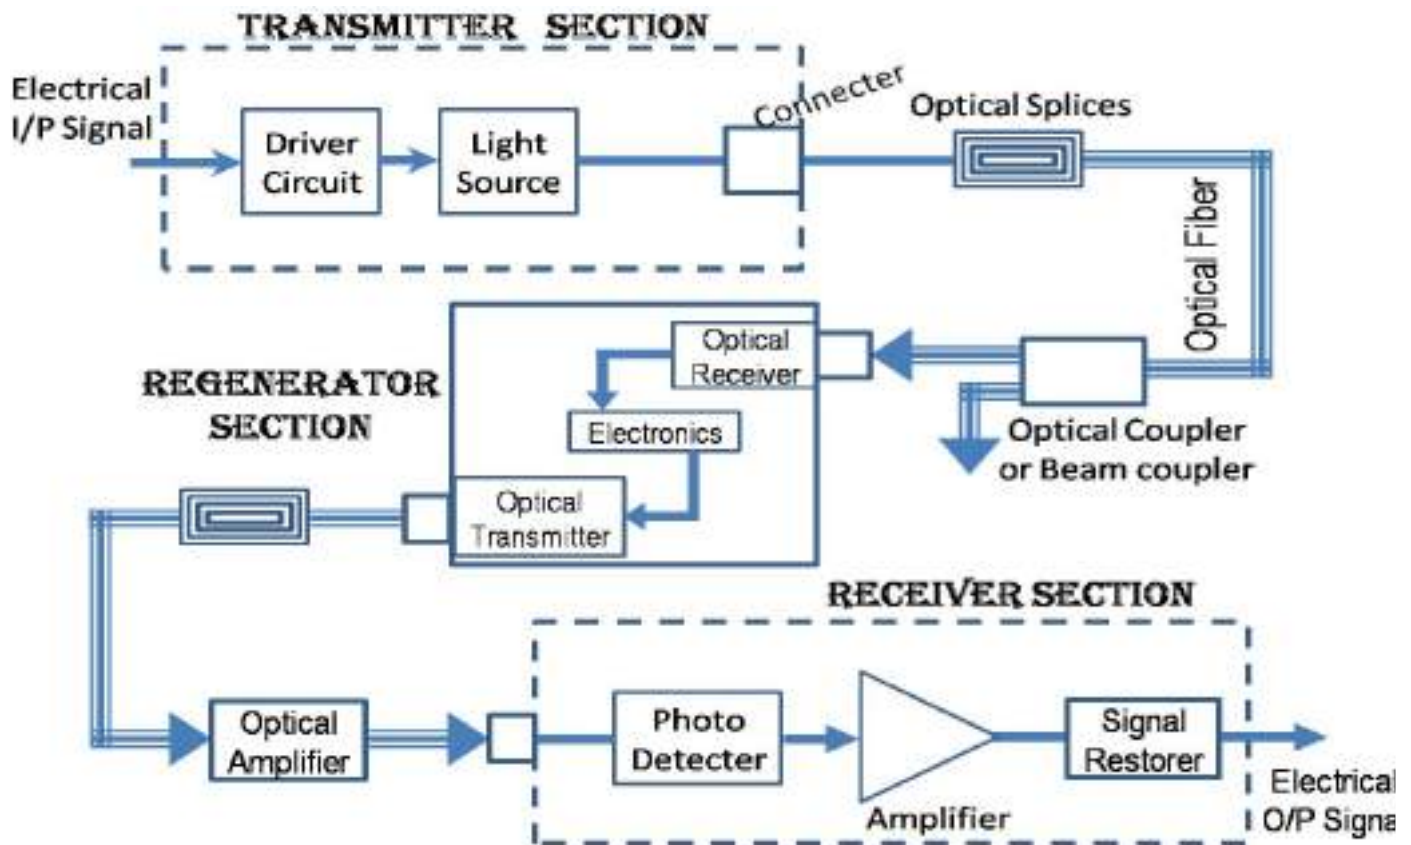 TRANSMITTER SECTION
Electrical
I/P Signal
Driver
Circuit
Light
Source
Connecter
Optical Splices
Optical Fiber
Optical Coupler
or Beam coupler
REGENERATOR
SECTION
Optical
Receiver
Electronics
Optical
Transmitter
RECEIVER SECTION
Optical
Amplifier
Photo
Detecter
Amplifier
Signal
Restorer
Electrical
O/P Signa